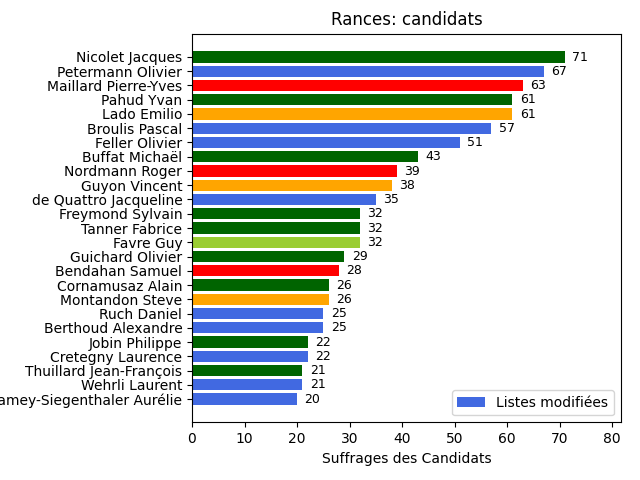 Rances: candidats
Nicolet Jacques 71
Petermann Olivier 67
Maillard Pierre-Yves 63
Pahud Yvan 61
Lado Emilio 61
Broulis Pascal 57
Feller Olivier 51
Buffat Michaël 43
Nordmann Roger 39
Guyon Vincent 38
de Quattro Jacqueline 35
Freymond Sylvain 32
Tanner Fabrice 32
Favre Guy 32
Guichard Olivier 29
Bendahan Samuel 28
Cornamusaz Alain 26
Montandon Steve 26
Ruch Daniel 25
Berthoud Alexandre 25
Jobin Philippe 22
Cretegny Laurence 22
Thuillard Jean-François 21
Wehrli Laurent 21
amey-Siegenthaler Aurélie 20
Listes modifiées
0 10 20 30 40 50 60 70 80
Suffrages des Candidats